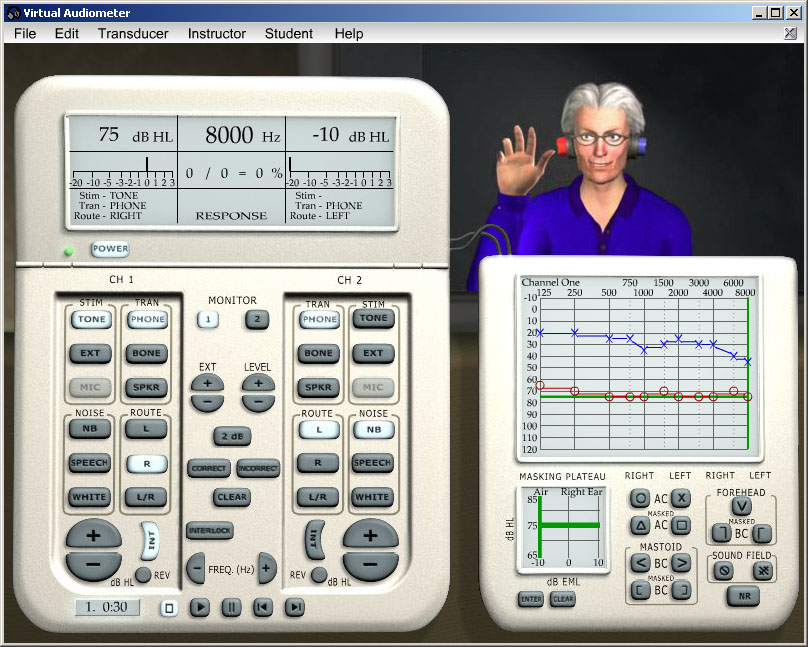 Virtual Audiometer
File Edit Transducer Instructor Student Help
75 dB HL 8000 Hz -10 dB HL
0 / 0 = 0 %
-20 -10 -5 -3-2-1 0 1 2 3 -20 -10 -5 -3-2-1 0 1 2 3
Stim - TONE Stim -
Tran - PHONE Tran - PHONE
Route - RIGHT RESPONSE Route - LEFT
POWER
CH 1 CH 2
STIM TRAN MONITOR TRAN STIM
TONE PHONE 1 2 PHONE TONE
EXT BONE BONE EXT
EXT LEVEL
MIC SPKR + + SPKR MIC
− −
NOISE ROUTE ROUTE NOISE
NB L 2 dB L NB
SPEECH R CORRECT INCORRECT R SPEECH
WHITE L/R CLEAR L/R WHITE
+ INT INTERLOCK INT +
− − FREQ. (Hz) + −
dB HL REV REV dB HL
1. 0:30
Channel One 750 1500 3000 6000
125 250 500 1000 2000 4000 8000
-10
0
10
20
30
40
50
60
70
80
90
100
110
120
MASKING PLATEAU
Air Right Ear
85
75
65
dB HL
-10 0 10
dB EML
ENTER CLEAR
RIGHT LEFT RIGHT LEFT
AC X
MASKED
AC
MASTOID
< BC >
MASKED
[ BC ]
FOREHEAD
V
MASKED
BC
SOUND FIELD
NR